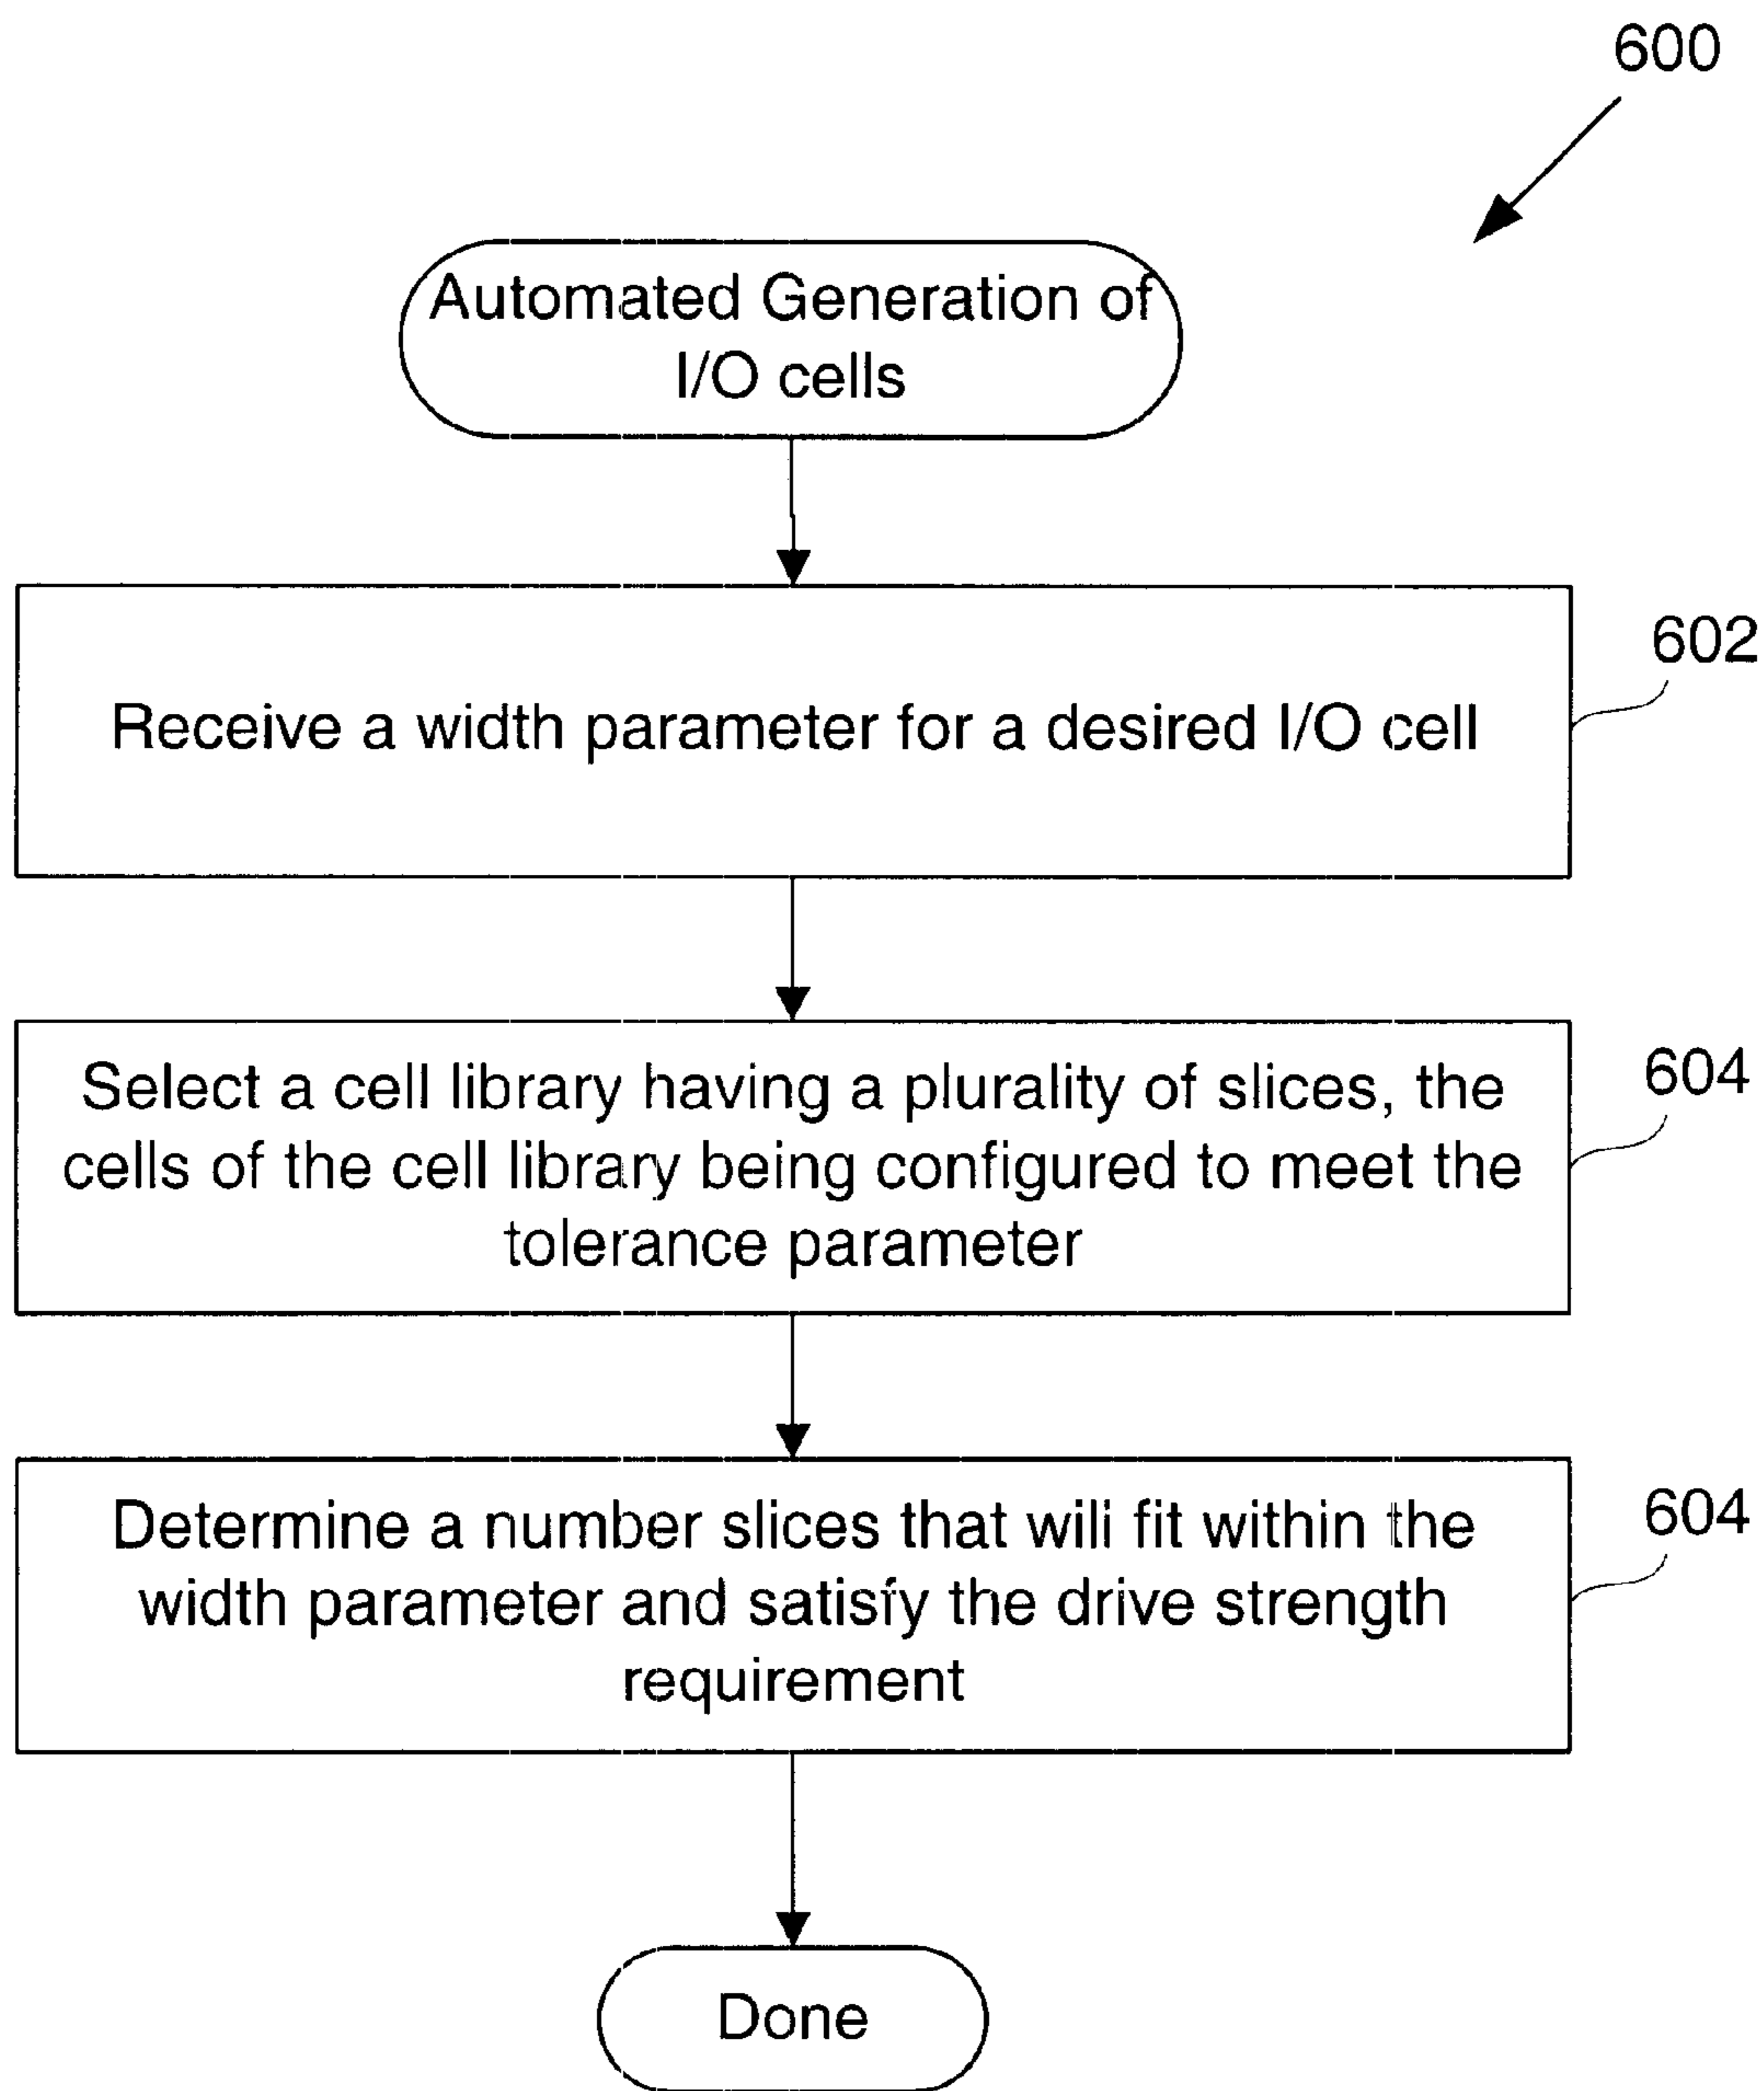 600
Automated Generation of
I/O cells
602
Receive a width parameter for a desired I/O cell
604
Select a cell library having a plurality of slices, the
cells of the cell library being configured to meet the
tolerance parameter
604
Determine a number slices that will fit within the
width parameter and satisfy the drive strength
requirement
Done